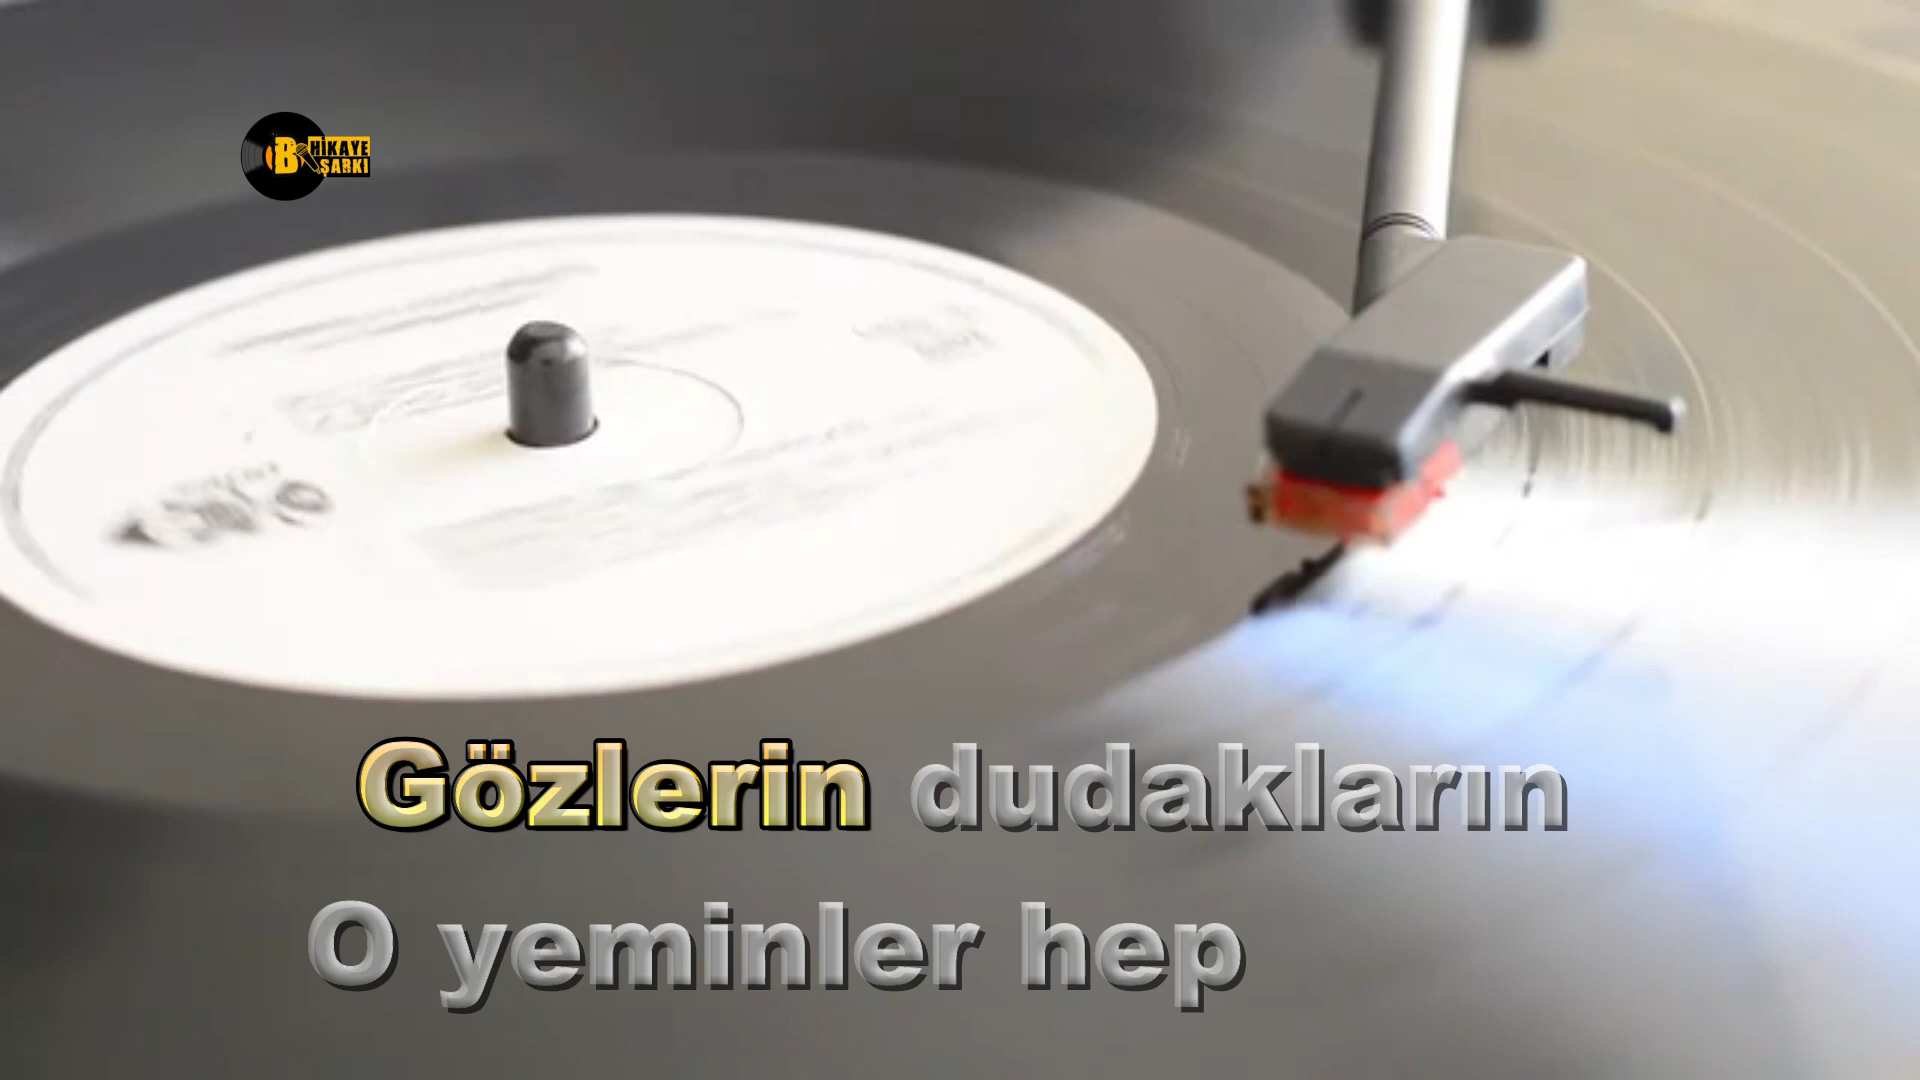 B HİKAYE
ŞARKI
Gözlerin dudakların
O yeminler hep